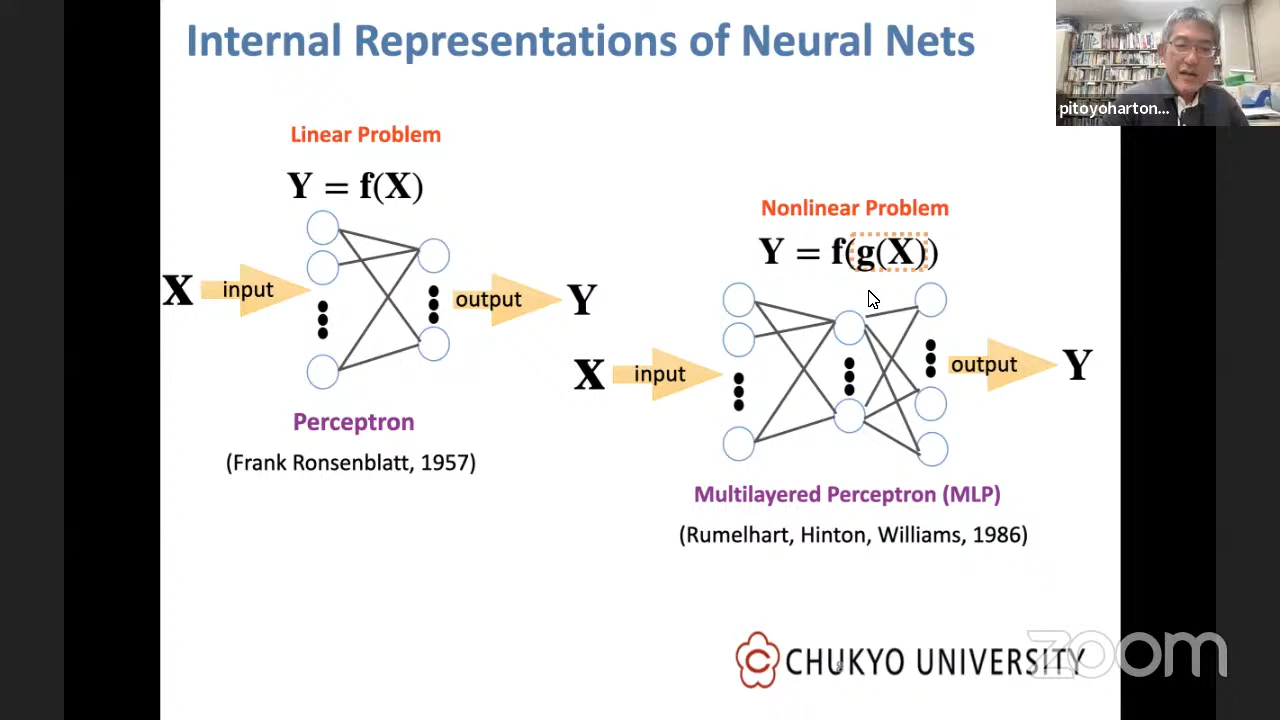 Internal Representations of Neural Nets
pitoyoharton...
Linear Problem
Y = f(X)
X
input
output
Y
Perceptron
(Frank Ronsenblatt, 1957)
Nonlinear Problem
Y = f(g(X))
X
input
output
Y
Multilayered Perceptron (MLP)
(Rumelhart, Hinton, Williams, 1986)
C CHUKYO UNIVERSITY
zoom